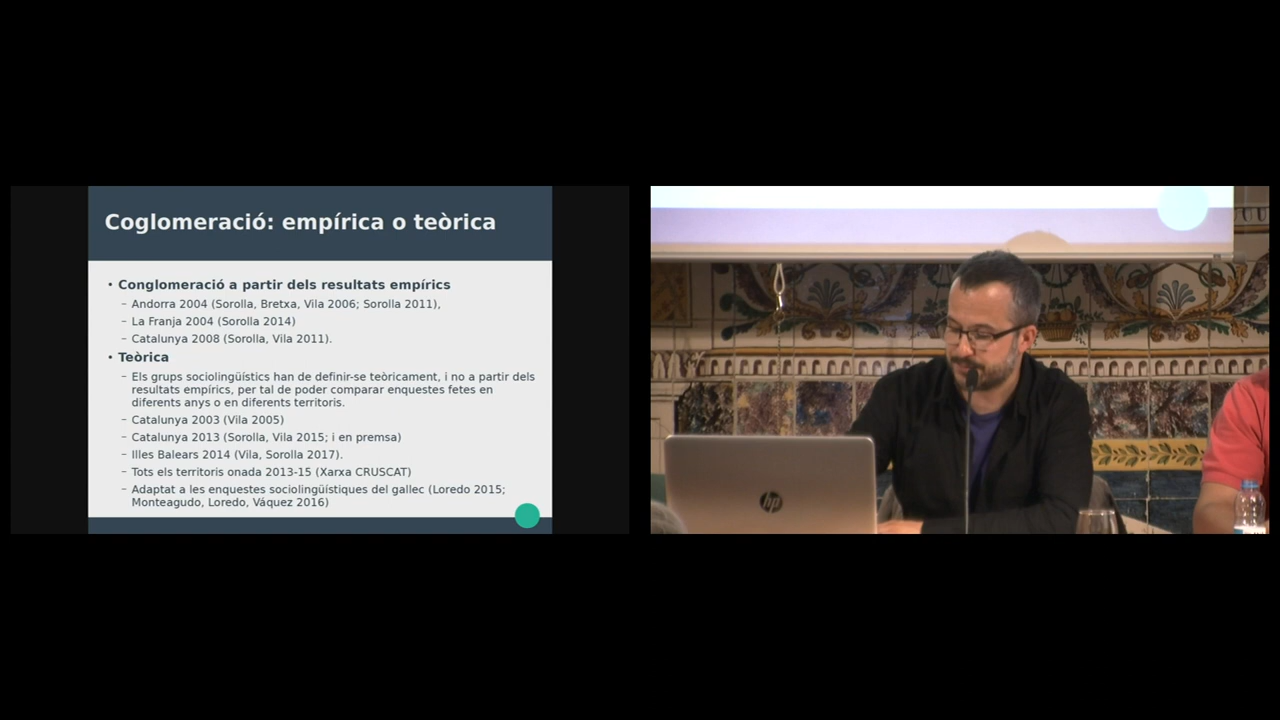 Coglomeració: empírica o teòrica
• Conglomeració a partir dels resultats empírics
– Andorra 2004 (Sorolla, Bretxa, Vila 2006; Sorolla 2011),
– La Franja 2004 (Sorolla 2014)
– Catalunya 2008 (Sorolla, Vila 2011).
• Teòrica
– Els grups sociolingüístics han de definir-se teòricament, i no a partir dels
resultats empírics, per tal de poder comparar enquestes fetes en
diferents anys o en diferents territoris.
– Catalunya 2003 (Vila 2005)
– Catalunya 2013 (Sorolla, Vila 2015; i en premsa)
– Illes Balears 2014 (Vila, Sorolla 2017).
– Tots els territoris onada 2013-15 (Xarxa CRUSCAT)
– Adaptat a les enquestes sociolingüístiques del gallec (Loredo 2015;
Monteagudo, Loredo, Váquez 2016)
hp